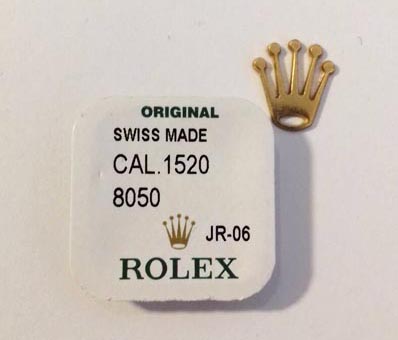 ORIGINAL
SWISS MADE
CAL.1520
8050
JR-06
ROLEX